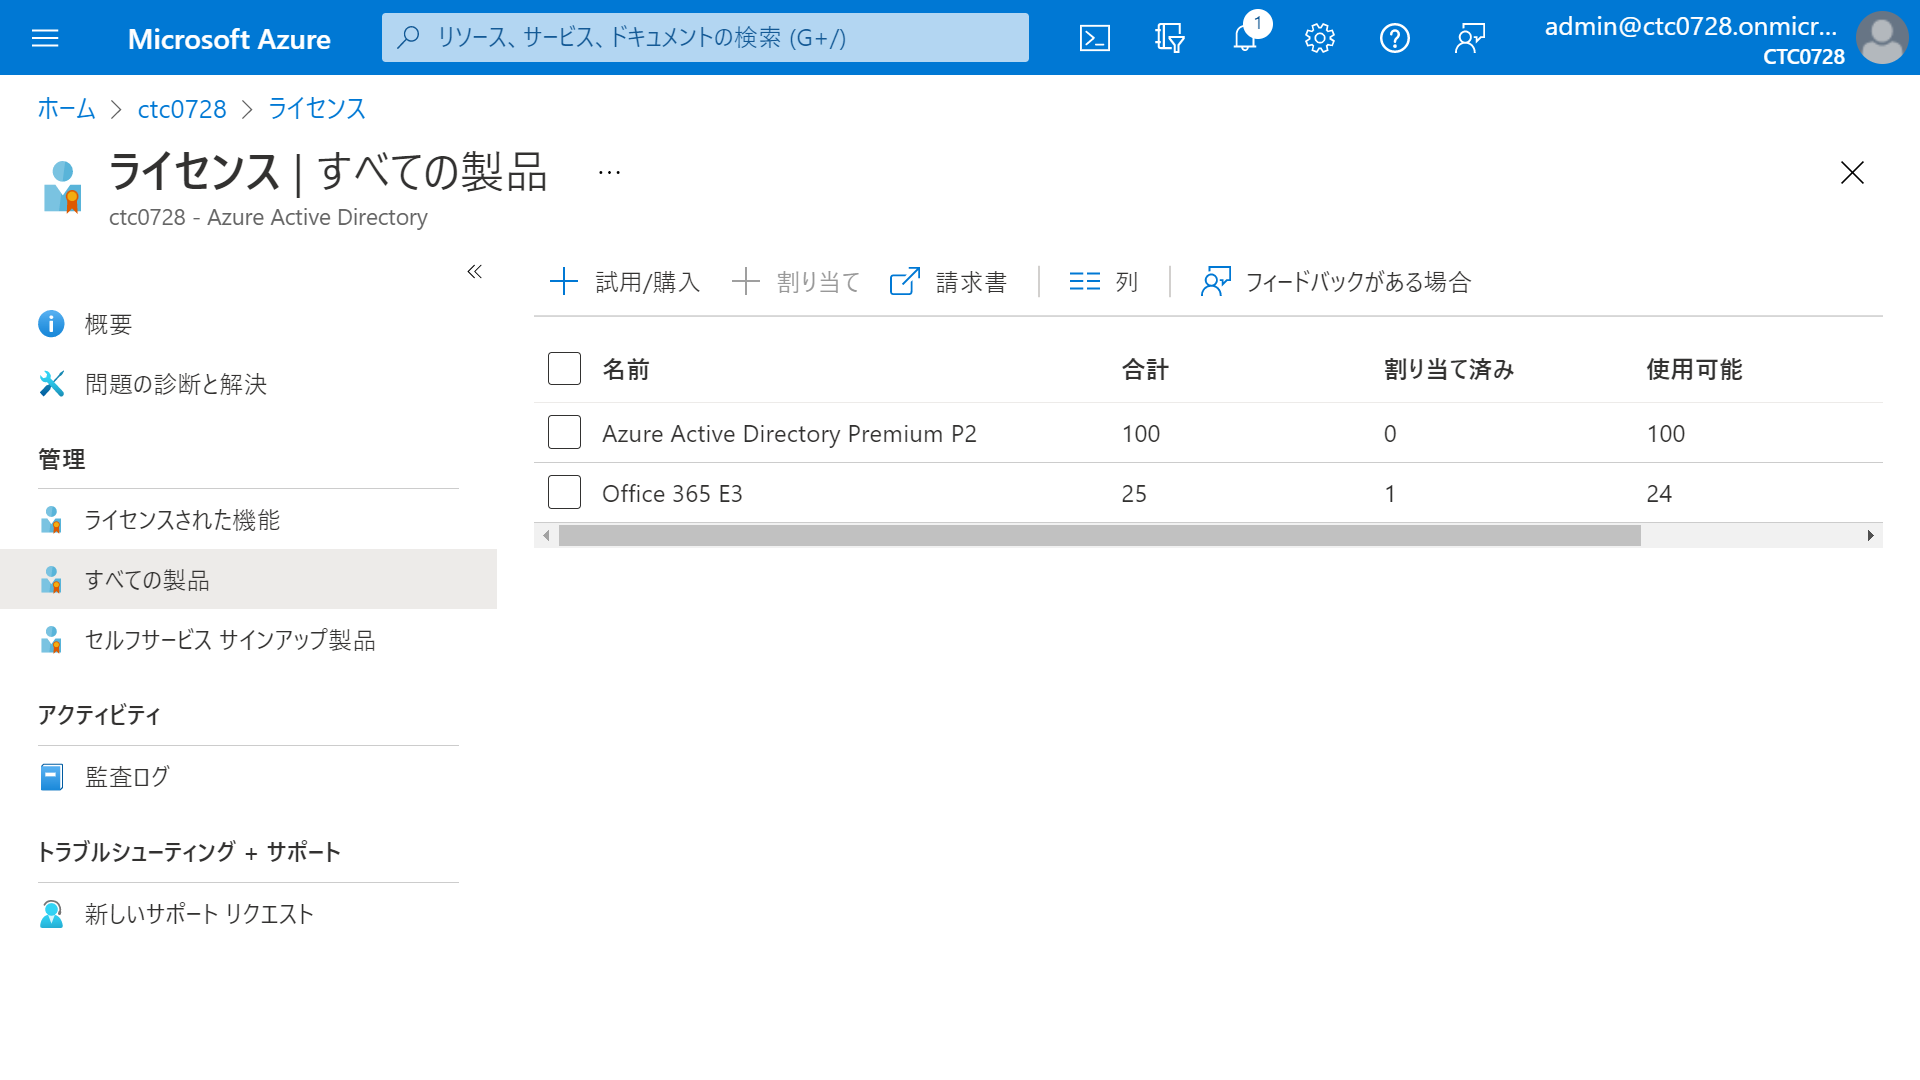 Microsoft Azure
リソース、サービス、ドキュメントの検索 (G+/)
1
admin@ctc0728.onmicr...
CTC0728
ホーム > ctc0728 > ライセンス
ライセンス | すべての製品 ...
ctc0728 - Azure Active Directory
«
概要
問題の診断と解決
管理
ライセンスされた機能
すべての製品
セルフサービス サインアップ製品
アクティビティ
監査ログ
トラブルシューティング + サポート
新しいサポート リクエスト
試用/購入 割り当て 請求書 列 フィードバックがある場合
名前 合計 割り当て済み 使用可能
Azure Active Directory Premium P2 100 0 100
Office 365 E3 25 1 24